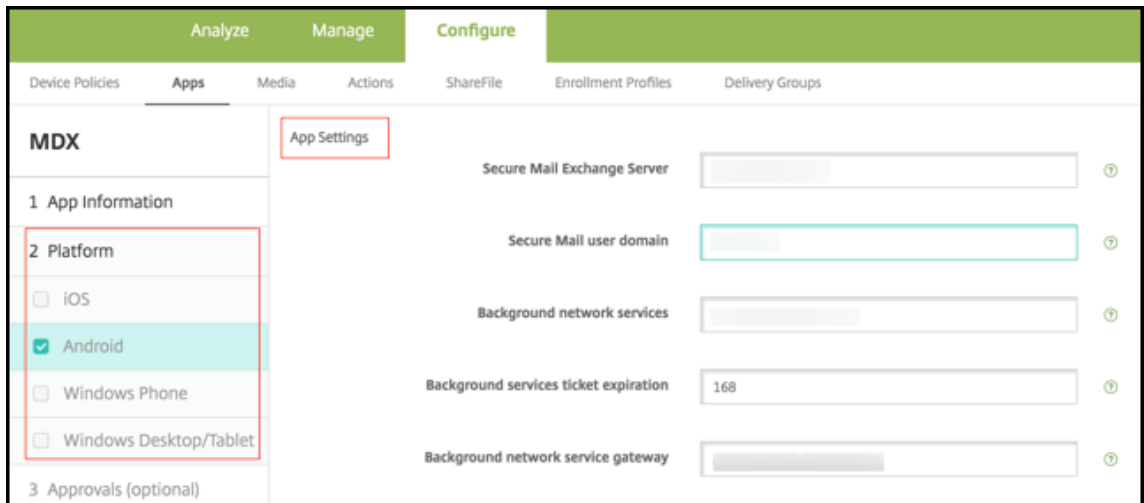 Analyze Manage Configure
Device Policies Apps Media Actions ShareFile Enrollment Profiles Delivery Groups
MDX
1 App Information
2 Platform
iOS
Android
Windows Phone
Windows Desktop/Tablet
3 Approvals (optional)
App Settings
Secure Mail Exchange Server
Secure Mail user domain
Background network services
Background services ticket expiration 168
Background network service gateway